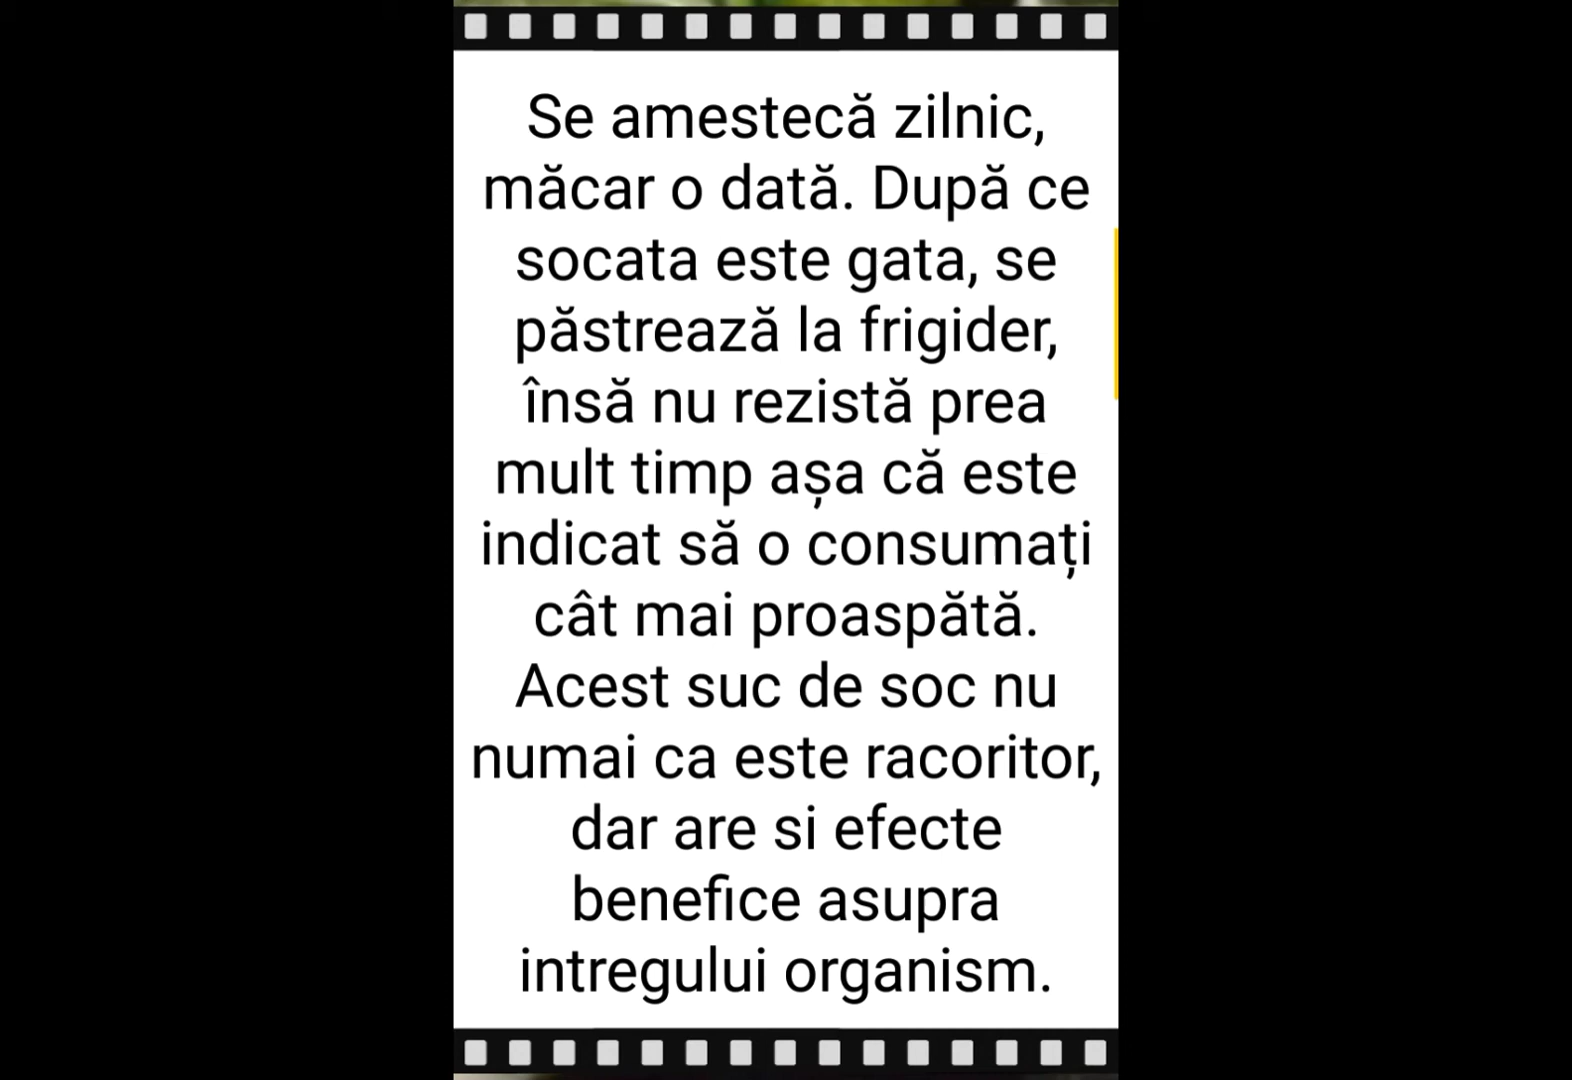 Se amestecă zilnic,
măcar o dată. După ce
socata este gata, se
păstrează la frigider,
însă nu rezistă prea
mult timp așa că este
indicat să o consumați
cât mai proaspătă.
Acest suc de soc nu
numai ca este racoritor,
dar are si efecte
benefice asupra
intregului organism.